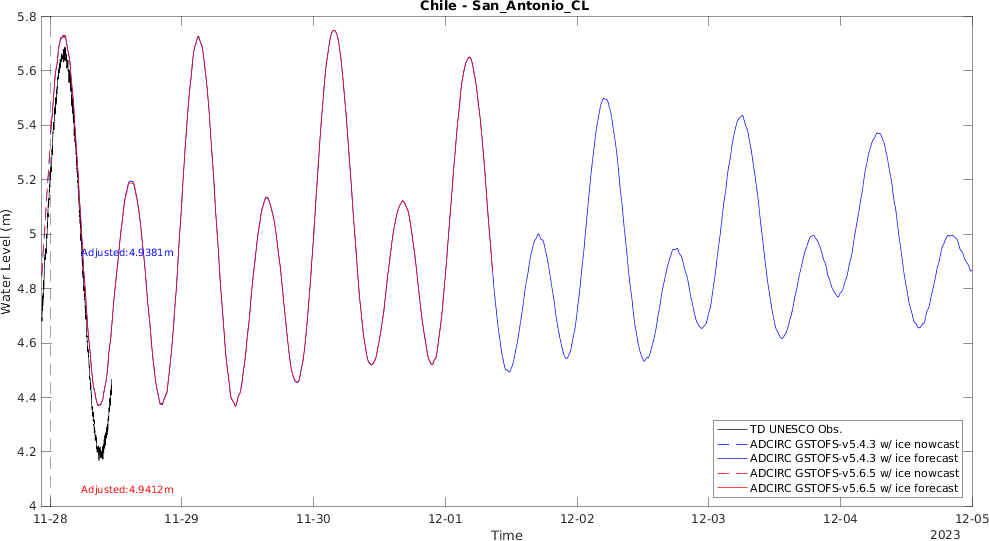 Chile - San_Antonio_CL
5.8
5.6
5.4
5.2
5
4.8
4.6
4.4
4.2
4
Water Level (m)
Adjusted:4.9381m
Adjusted:4.9412m
TD UNESCO Obs.
ADCIRC GSTOFS-v5.4.3 w/ ice nowcast
ADCIRC GSTOFS-v5.4.3 w/ ice forecast
ADCIRC GSTOFS-v5.6.5 w/ ice nowcast
ADCIRC GSTOFS-v5.6.5 w/ ice forecast
11-28 11-29 11-30 12-01 12-02 12-03 12-04 12-05
Time
2023